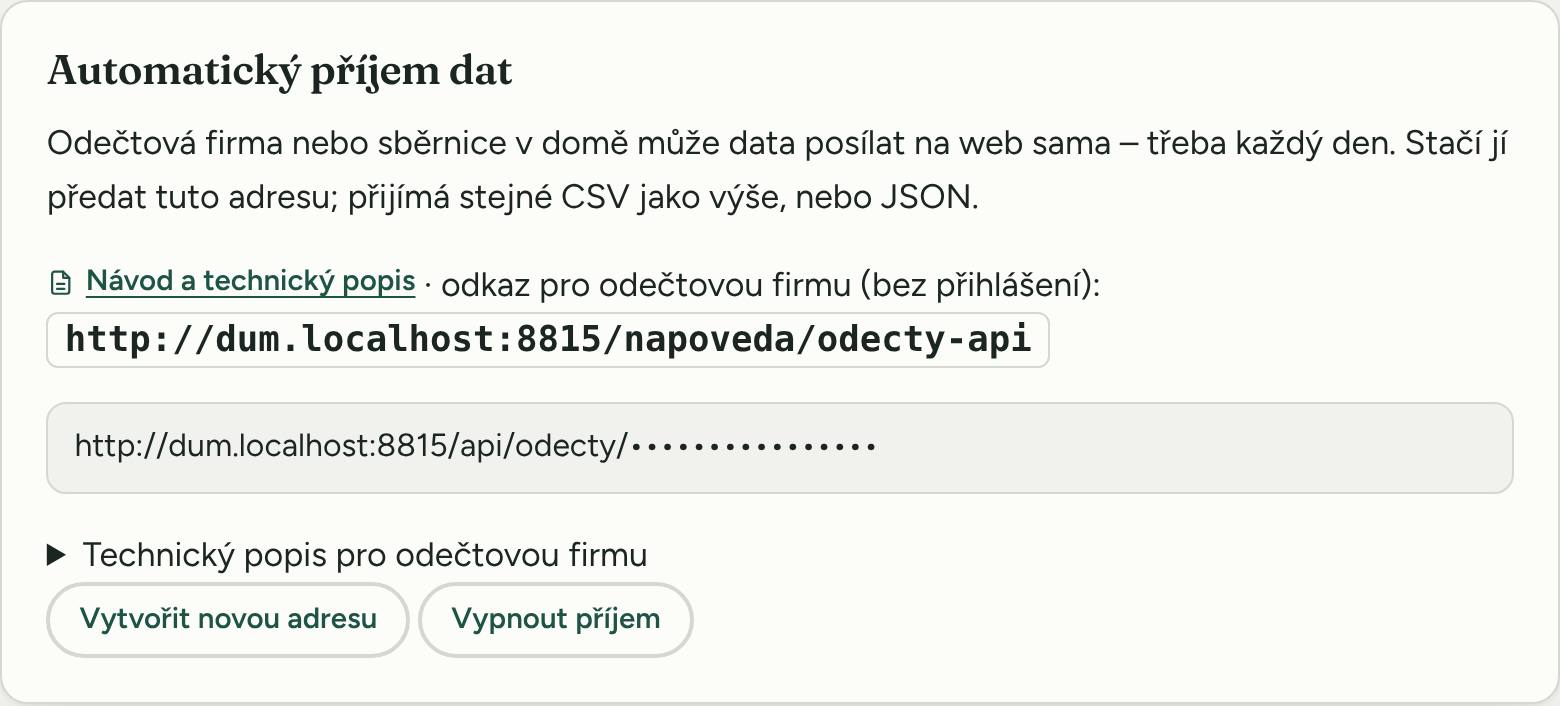 Automatický příjem dat
Odečtová firma nebo sběrnice v domě může data posílat na web sama – třeba každý den. Stačí jí
předat tuto adresu; přijímá stejné CSV jako výše, nebo JSON.
Návod a technický popis · odkaz pro odečtovou firmu (bez přihlášení):
http://dum.localhost:8815/napoveda/odecty-api
http://dum.localhost:8815/api/odecty/••••••••••••••••
▶ Technický popis pro odečtovou firmu
Vytvořit novou adresu Vypnout příjem